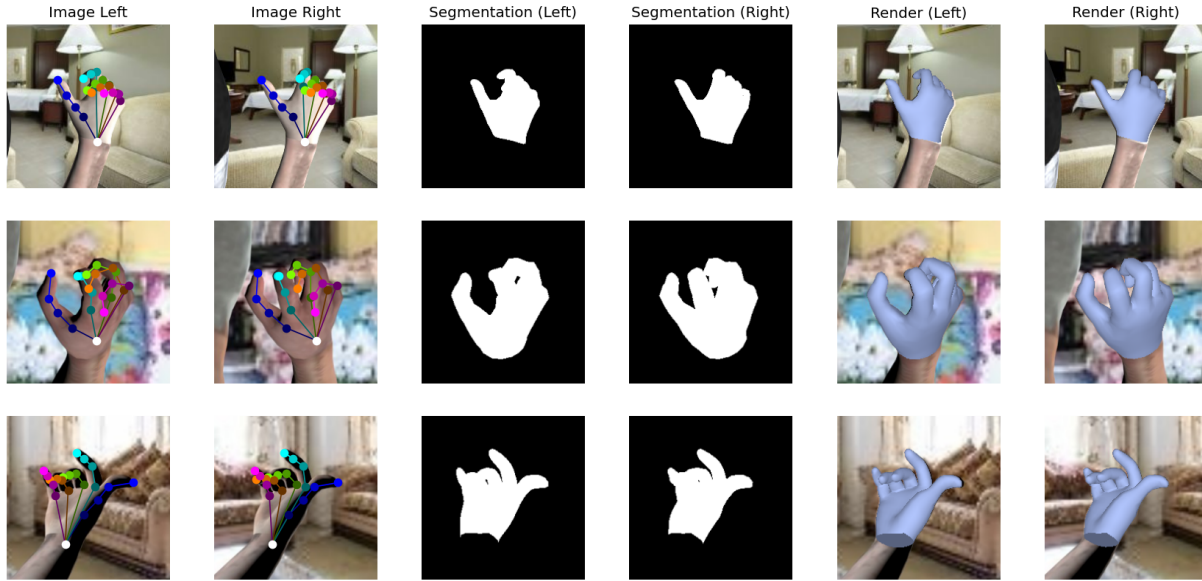 Image Left
Image Right
Segmentation (Left)
Segmentation (Right)
Render (Left)
Render (Right)